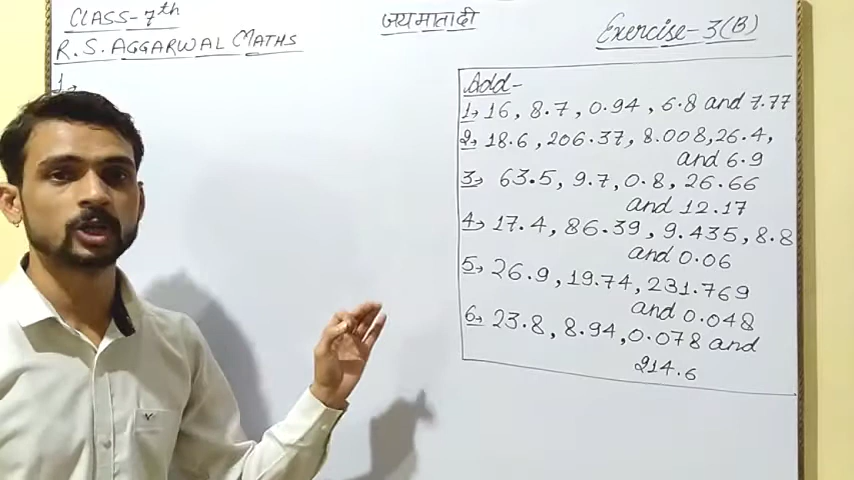 CLASS-7th
जय माता दी
Exercise-3(B)
R.S. AGGARWAL MATHS
1→
Add-
1→ 16, 8.7, 0.94, 6.8 and 7.77
2→ 18.6, 206.37, 8.008, 26.4,
and 6.9
3→ 63.5, 9.7, 0.8, 26.66
and 12.17
4→ 17.4, 86.39, 9.435, 8.8
and 0.06
5→ 26.9, 19.74, 231.769
and 0.048
6→ 23.8, 8.94, 0.078 and
214.6